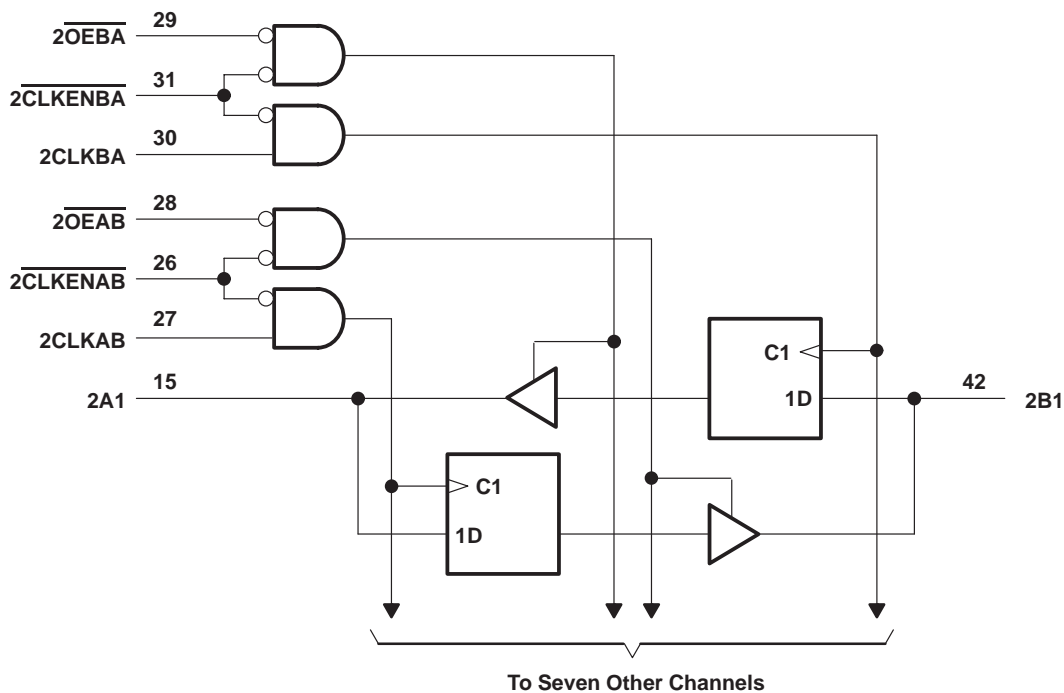 2OEBA 29
2CLKENBA 31
2CLKBA 30
2OEAB 28
2CLKENAB 26
2CLKAB 27
2A1 15
C1
1D
42 2B1
C1
1D
To Seven Other Channels